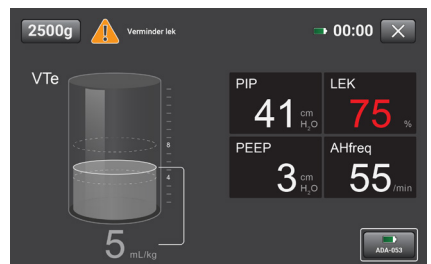 2500g
Verminder lek
00:00
VTe
8
4
5 mL/kg
PIP
41 cm H₂O
LEK
75 %
PEEP
3 cm H₂O
AHfreq
55 /min
ADA-053